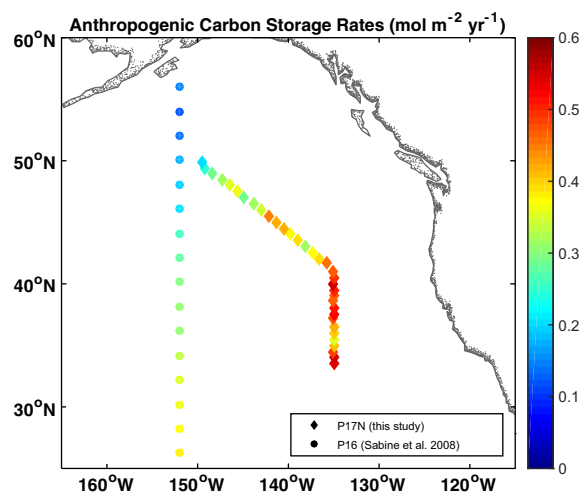 Anthropogenic Carbon Storage Rates (mol m⁻² yr⁻¹)
60°N
50°N
40°N
30°N
160°W
150°W
140°W
130°W
120°W
P17N (this study)
P16 (Sabine et al. 2008)
0.6
0.5
0.4
0.3
0.2
0.1
0